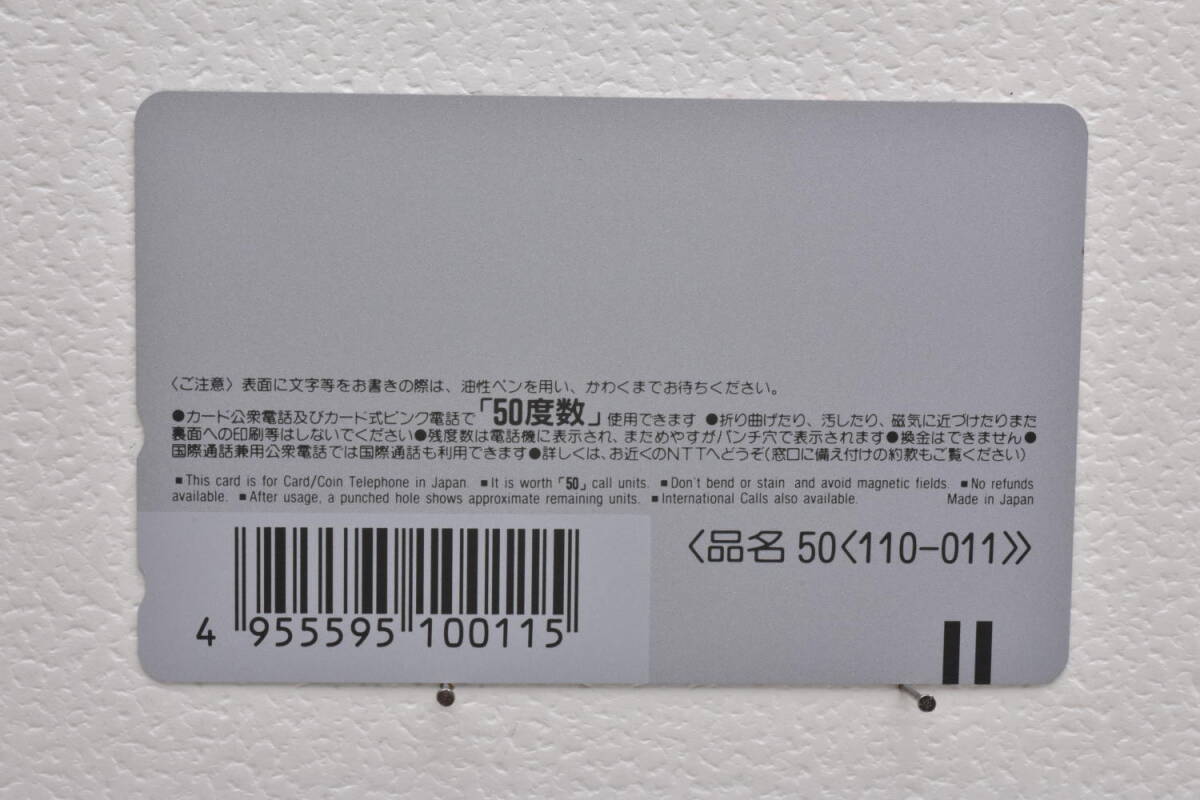 〈ご注意〉表面に文字等をお書きの際は、油性ペンを用い、かわくまでお待ちください。
●カード公衆電話及びカード式ピンク電話で「50度数」使用できます ●折り曲げたり、汚したり、磁気に近づけたりまた
裏面への印刷等はしないでください●残度数は電話機に表示され、まためやすがパンチ穴で表示されます●換金はできません●
国際通話兼用公衆電話では国際通話も利用できます●詳しくは、お近くのNTTへどうぞ(窓口に備え付けの約款もご覧ください)
■This card is for Card/Coin Telephone in Japan. ■It is worth「50」call units. ■Don't bend or stain and avoid magnetic fields. ■No refunds
available. ■After usage, a punched hole shows approximate remaining units. ■International Calls also available. Made in Japan
〈品名 50〈110-011〉〉
4 955595 100115